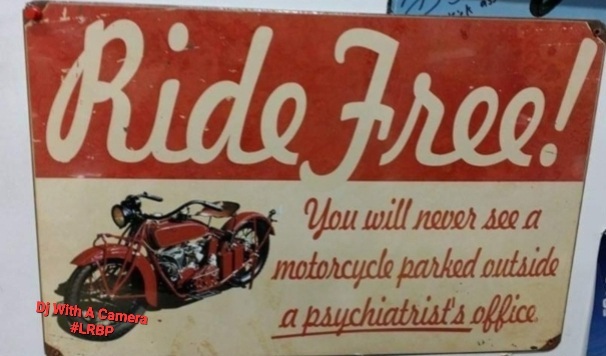 Ride Free!
You will never see a
motorcycle parked outside
a psychiatrist's office.
Dj With A Camera
#LRBP